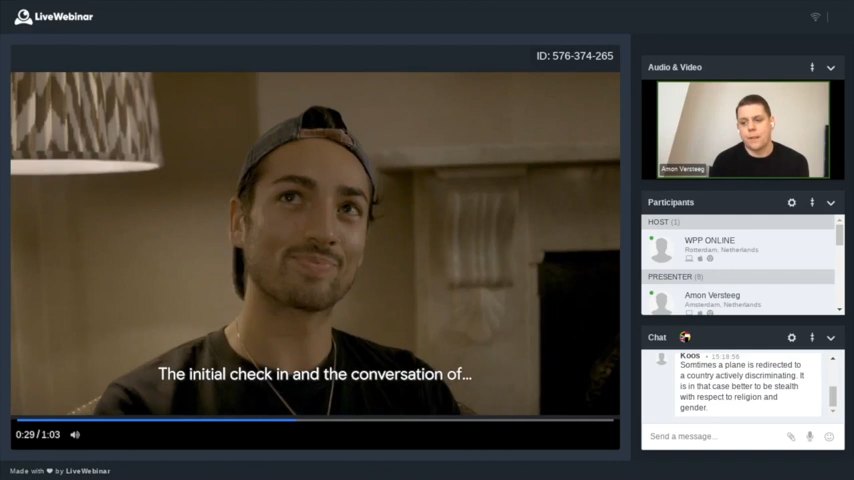 LiveWebinar
ID: 576-374-265
The initial check in and the conversation of...
0:29 / 1:03
Audio & Video
Amon Versteeg
Participants
HOST (1)
WPP ONLINE
Rotterdam, Netherlands
PRESENTER (8)
Amon Versteeg
Amsterdam, Netherlands
Chat
Koos • 15:18:56
Somtimes a plane is redirected to
a country actively discriminating. It
is in that case better to be stealth
with respect to religion and
gender.
Send a message...
Made with ❤ by LiveWebinar